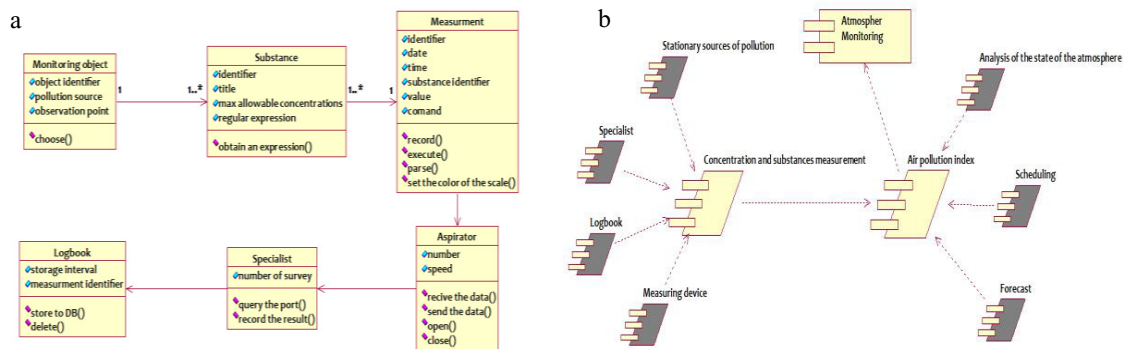 a
Monitoring object
object identifier
pollution source
observation point
choose()
1
1..*
Substance
identifier
title
max allowable concentrations
regular expression
obtain an expression()
1..*
1
Measurment
identifier
date
time
substance identifier
value
comand
record()
execute()
parse()
set the color of the scale()
Logbook
storage interval
measurment identifier
store to DB()
delete()
Specialist
number of survey
query the port()
record the result()
Aspirator
number
speed
recive the data()
send the data()
open()
close()
b
Atmospher
Monitoring
Stationary sources of pollution
Analysis of the state of the atmosphere
Specialist
Concentration and substances measurement
Air pollution index
Scheduling
Logbook
Measuring device
Forecast